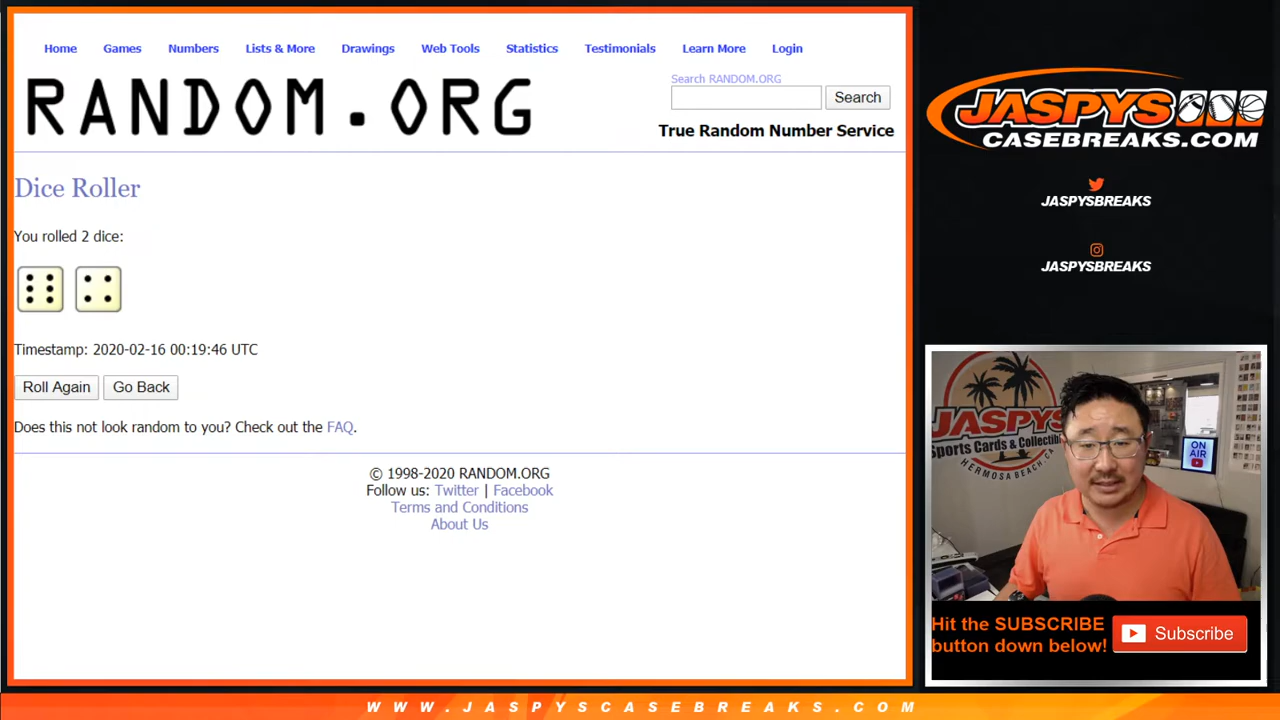 Home Games Numbers Lists & More Drawings Web Tools Statistics Testimonials Learn More Login
RANDOM.ORG
Search RANDOM.ORG
Search
True Random Number Service
Dice Roller
You rolled 2 dice:
Timestamp: 2020-02-16 00:19:46 UTC
Roll Again Go Back
Does this not look random to you? Check out the FAQ.
© 1998-2020 RANDOM.ORG
Follow us: Twitter | Facebook
Terms and Conditions
About Us
JASPYS
CASEBREAKS.COM
JASPYSBREAKS
JASPYSBREAKS
JASPYS
Sports Cards & Collectib
HERMOSA BEACH, CA
ON
AIR
Hit the SUBSCRIBE
button down below!
Subscribe
WWW.JASPYSCASEBREAKS.COM